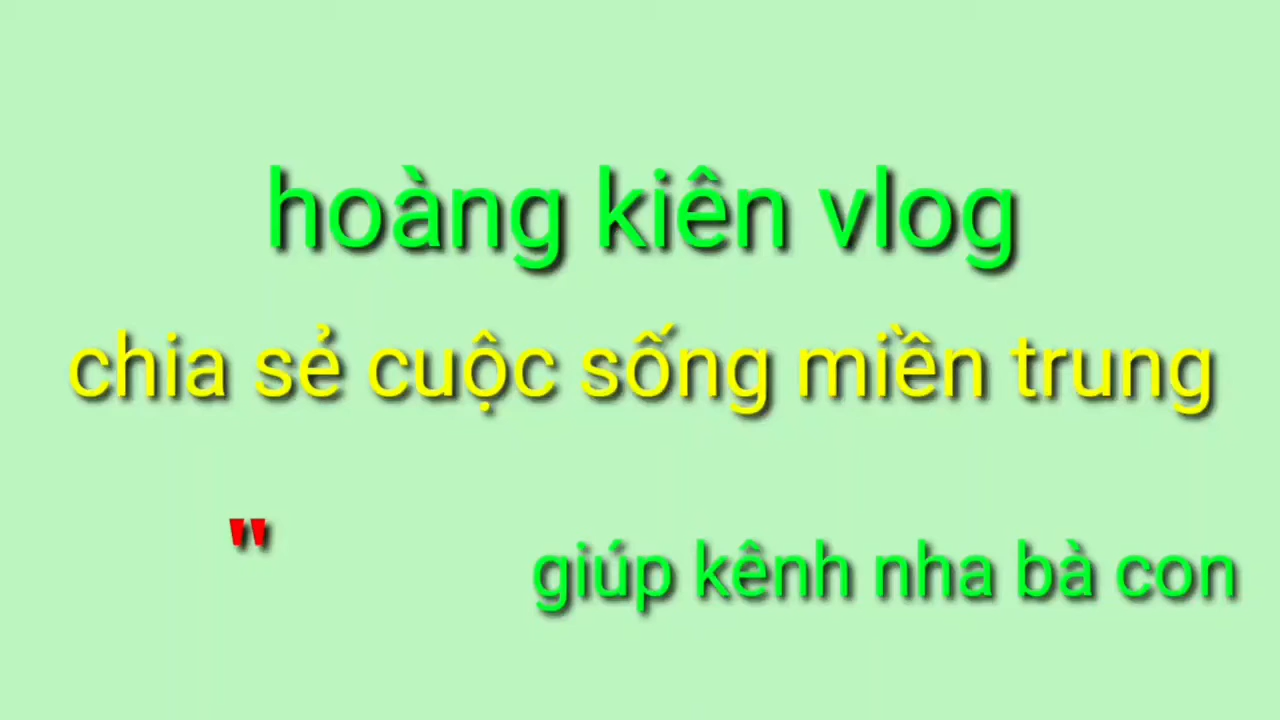 hoàng kiên vlog
chia sẻ cuộc sống miền trung
" giúp kênh nha bà con